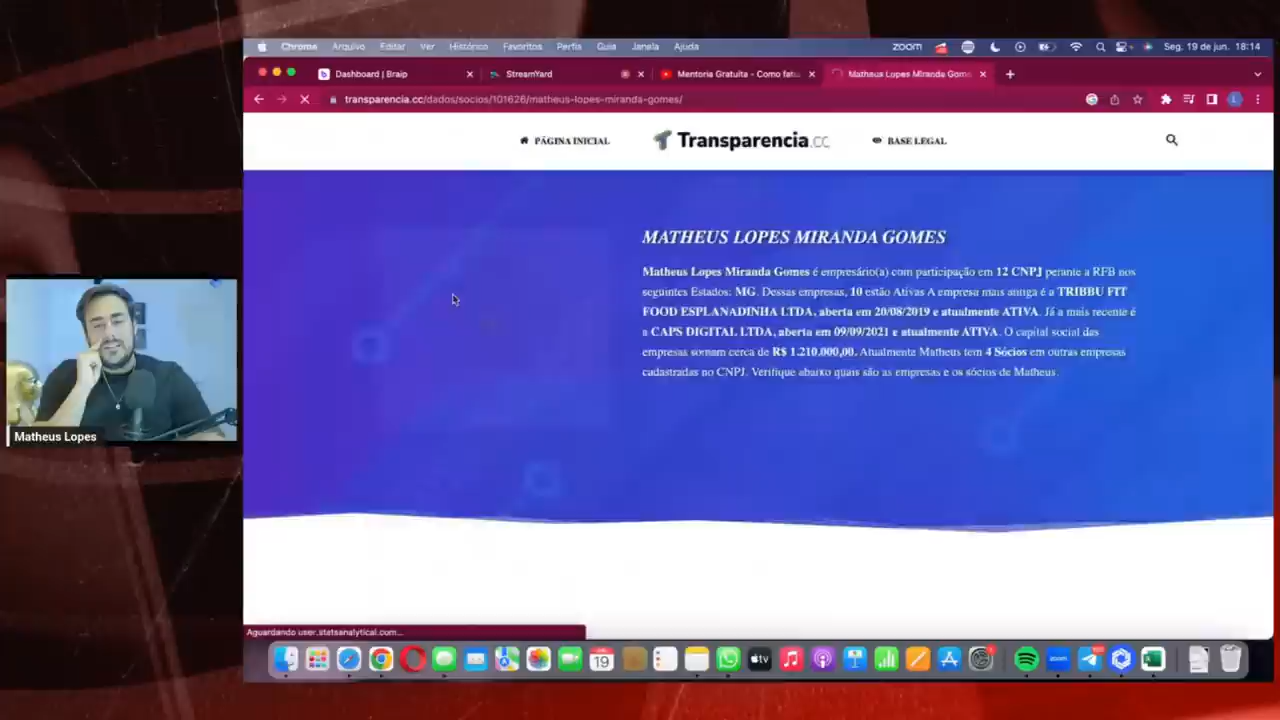 Chrome Arquivo Editar Ver Histórico Favoritos Perfis Guia Janela Ajuda zoom Seg. 19 de jun. 18:14
Dashboard | Braip
StreamYard
Mentoria Gratuita - Como fatu
Matheus Lopes Miranda Gome
transparencia.cc/dados/socios/101626/matheus-lopes-miranda-gomes/
PÁGINA INICIAL
Transparencia.cc
BASE LEGAL
MATHEUS LOPES MIRANDA GOMES
Matheus Lopes Miranda Gomes é empresário(a) com participação em 12 CNPJ perante a RFB nos
seguintes Estados: MG. Dessas empresas, 10 estão Ativas A empresa mais antiga é a TRIBBU FIT
FOOD ESPLANADINHA LTDA, aberta em 20/08/2019 e atualmente ATIVA. Já a mais recente é
a CAPS DIGITAL LTDA, aberta em 09/09/2021 e atualmente ATIVA. O capital social das
empresas somam cerca de R$ 1.210.000,00. Atualmente Matheus tem 4 Sócios em outras empresas
cadastradas no CNPJ. Verifique abaixo quais são as empresas e os sócios de Matheus.
Matheus Lopes
Aguardando user.statsanalytical.com...
19
tv
zoom